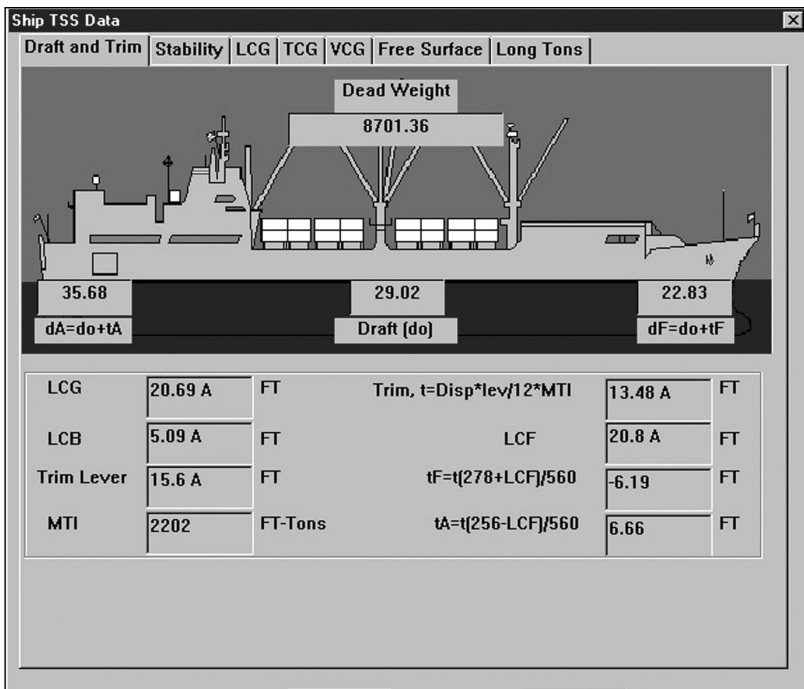 Ship TSS Data
Draft and Trim Stability LCG TCG VCG Free Surface Long Tons
Dead Weight
8701.36
35.68 29.02 22.83
dA=do+tA Draft (do) dF=do+tF
LCG 20.69 A FT Trim, t=Disp*lev/12*MTI 13.48 A FT
LCB 5.09 A FT LCF 20.8 A FT
Trim Lever 15.6 A FT tF=t(278+LCF)/560 -6.19 FT
MTI 2202 FT-Tons tA=t(256-LCF)/560 6.66 FT